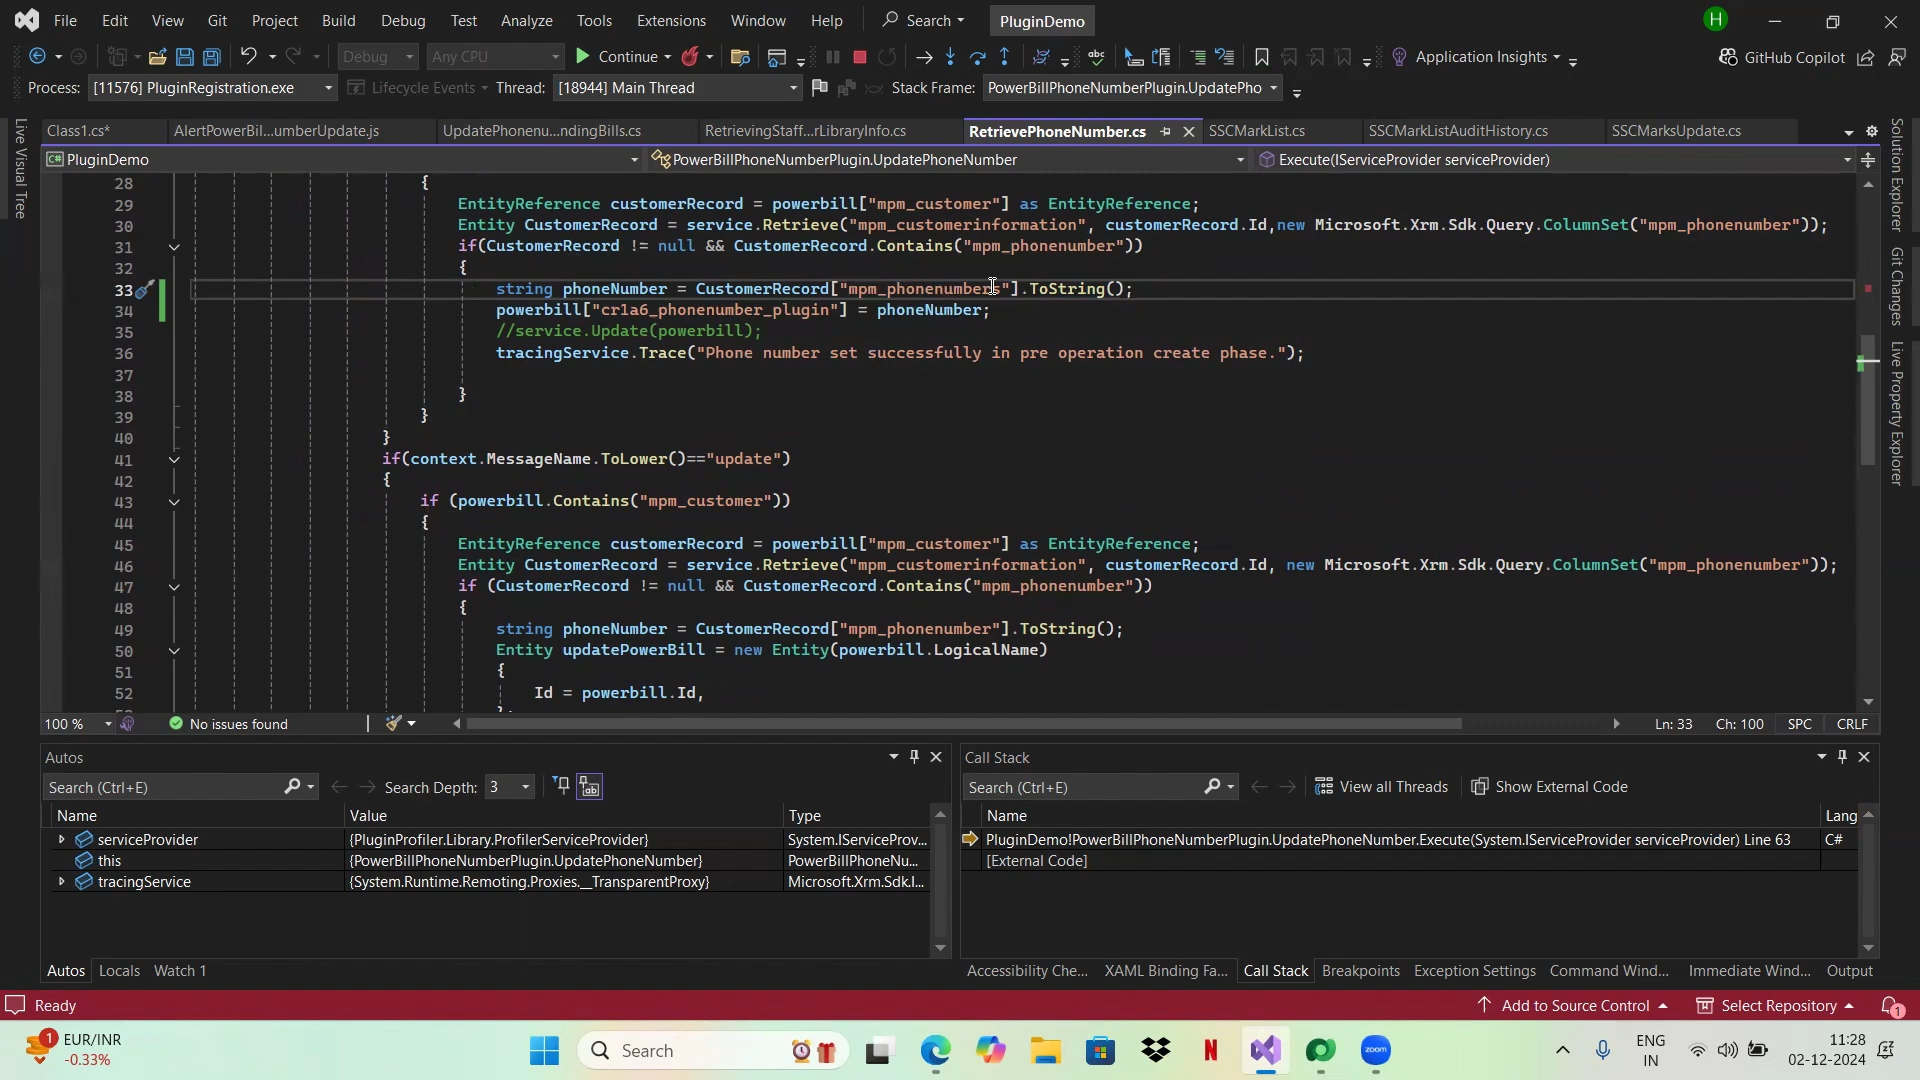 File Edit View Git Project Build Debug Test Analyze Tools Extensions Window Help Search PluginDemo H
Debug Any CPU Continue abc Application Insights GitHub Copilot
Process: [11576] PluginRegistration.exe Lifecycle Events Thread: [18944] Main Thread Stack Frame: PowerBillPhoneNumberPlugin.UpdatePho
Class1.cs* AlertPowerBil...umberUpdate.js UpdatePhonenu...ndingBills.cs RetrievingStaff...rLibraryInfo.cs RetrievePhoneNumber.cs SSCMarkList.cs SSCMarkListAuditHistory.cs SSCMarksUpdate.cs
C# PluginDemo PowerBillPhoneNumberPlugin.UpdatePhoneNumber Execute(IServiceProvider serviceProvider)
Live Visual Tree
28 {
29 EntityReference customerRecord = powerbill["mpm_customer"] as EntityReference;
30 Entity CustomerRecord = service.Retrieve("mpm_customerinformation", customerRecord.Id,new Microsoft.Xrm.Sdk.Query.ColumnSet("mpm_phonenumber"));
31 if(CustomerRecord != null && CustomerRecord.Contains("mpm_phonenumber"))
32 {
33 string phoneNumber = CustomerRecord["mpm_phonenumbers"].ToString();
34 powerbill["cr1a6_phonenumber_plugin"] = phoneNumber;
35 //service.Update(powerbill);
36 tracingService.Trace("Phone number set successfully in pre operation create phase.");
37
38 }
39 }
40 }
41 if(context.MessageName.ToLower()=="update")
42 {
43 if (powerbill.Contains("mpm_customer"))
44 {
45 EntityReference customerRecord = powerbill["mpm_customer"] as EntityReference;
46 Entity CustomerRecord = service.Retrieve("mpm_customerinformation", customerRecord.Id, new Microsoft.Xrm.Sdk.Query.ColumnSet("mpm_phonenumber"));
47 if (CustomerRecord != null && CustomerRecord.Contains("mpm_phonenumber"))
48 {
49 string phoneNumber = CustomerRecord["mpm_phonenumber"].ToString();
50 Entity updatePowerBill = new Entity(powerbill.LogicalName)
51 {
52 Id = powerbill.Id,
Solution Explorer
Git Changes
Live Property Explorer
100 % No issues found Ln: 33 Ch: 100 SPC CRLF
Autos
Search (Ctrl+E) Search Depth: 3
Name Value Type
serviceProvider {PluginProfiler.Library.ProfilerServiceProvider} System.IServiceProv...
this {PowerBillPhoneNumberPlugin.UpdatePhoneNumber} PowerBillPhoneNu...
tracingService {System.Runtime.Remoting.Proxies.__TransparentProxy} Microsoft.Xrm.Sdk.I...
Autos Locals Watch 1
Call Stack
Search (Ctrl+E) View all Threads Show External Code
Name Lang
PluginDemo!PowerBillPhoneNumberPlugin.UpdatePhoneNumber.Execute(System.IServiceProvider serviceProvider) Line 63 C#
[External Code]
Accessibility Che... XAML Binding Fa... Call Stack Breakpoints Exception Settings Command Wind... Immediate Wind... Output
Ready Add to Source Control Select Repository 1
1 EUR/INR
-0.33%
Search N zoom
ENG
IN
11:28
02-12-2024